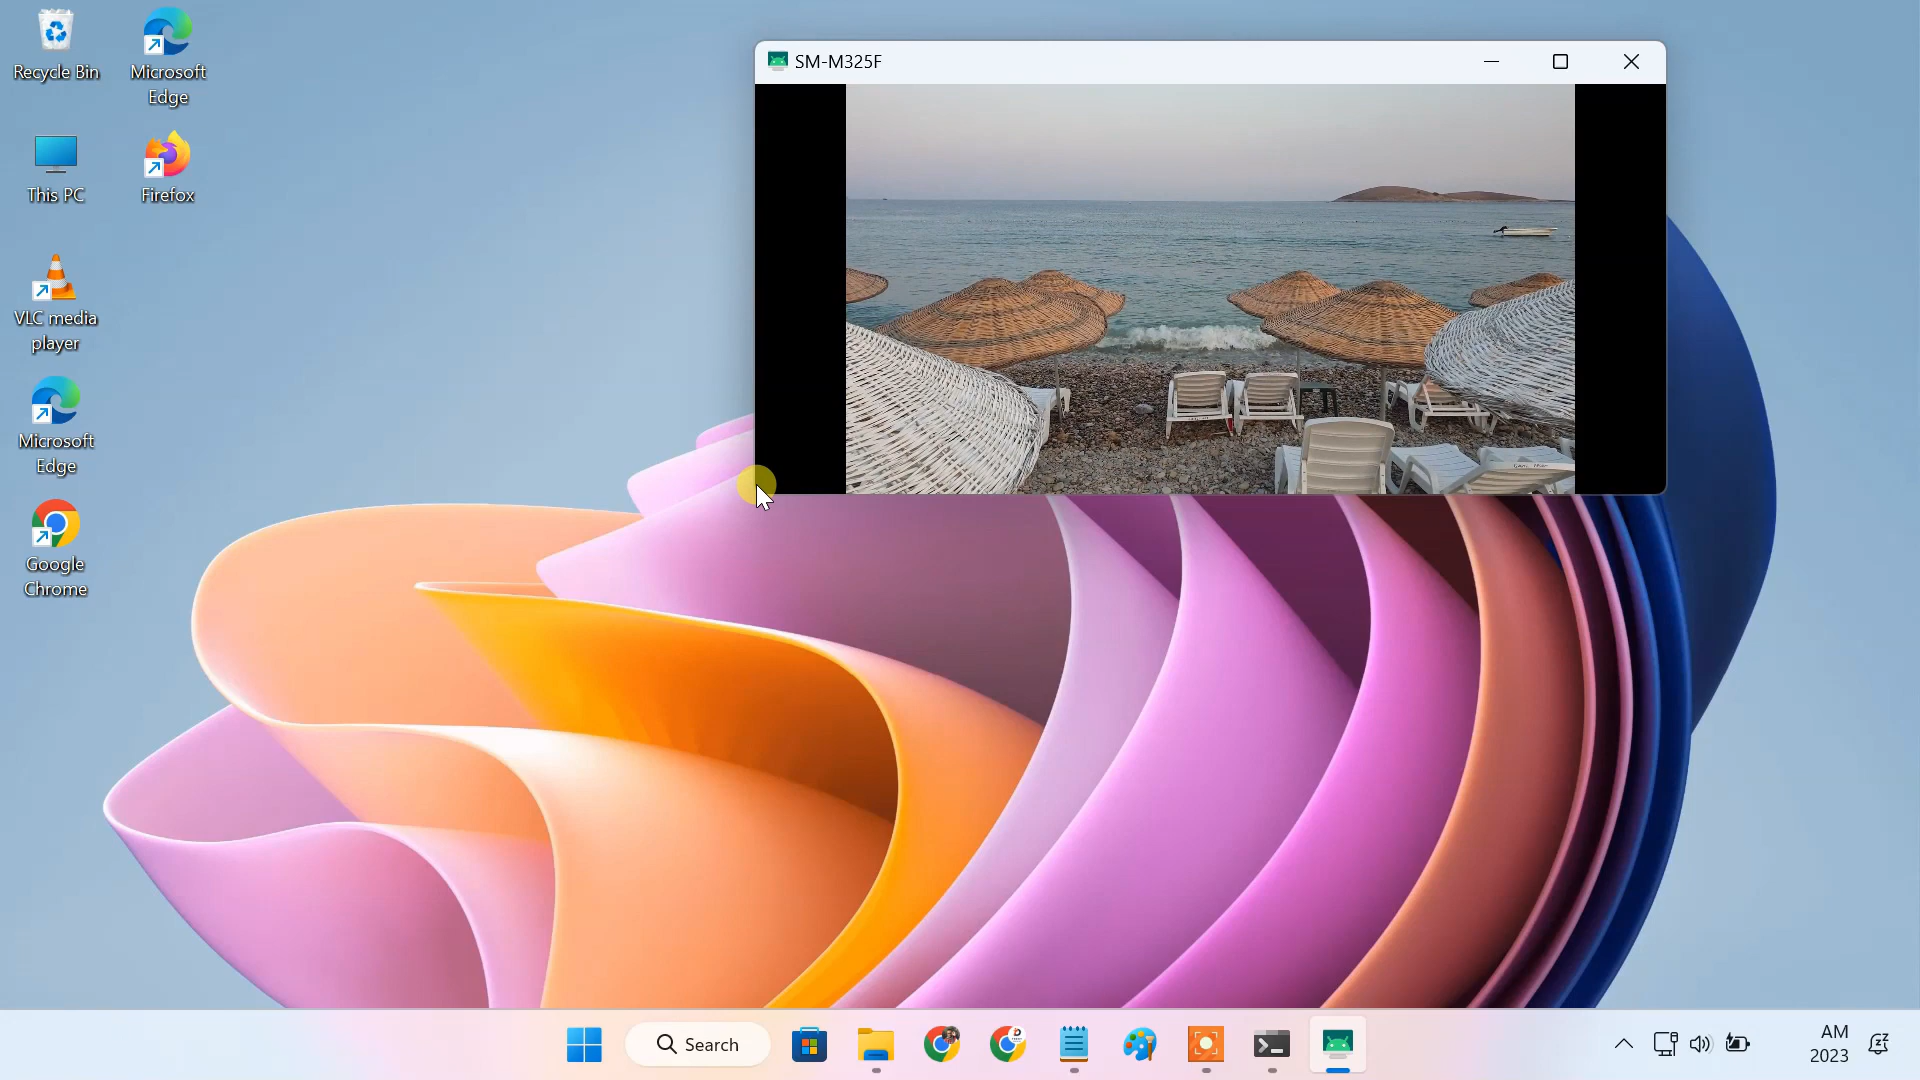 Recycle Bin
Microsoft
Edge
This PC
Firefox
VLC media
player
Microsoft
Edge
Google
Chrome
SM-M325F
Search
AM
2023